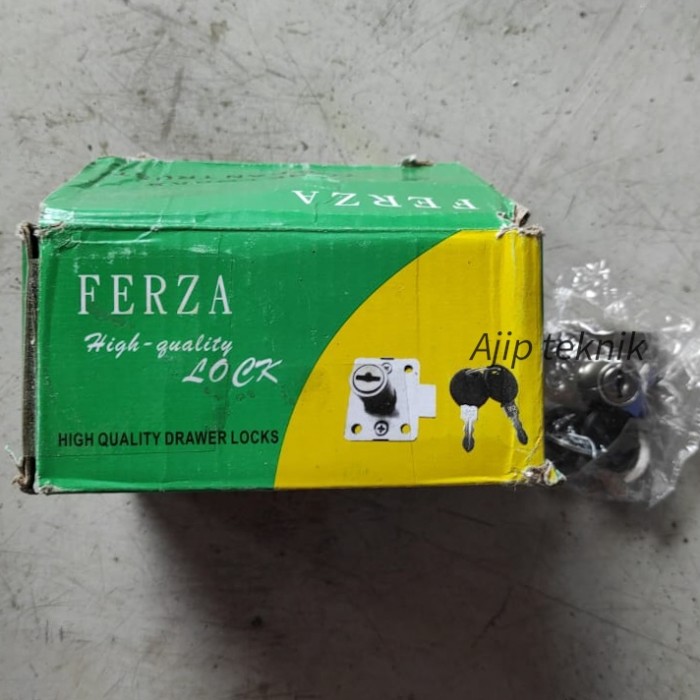 FERZA
FERZA
High-quality
LOCK
HIGH QUALITY DRAWER LOCKS
Ajip teknik